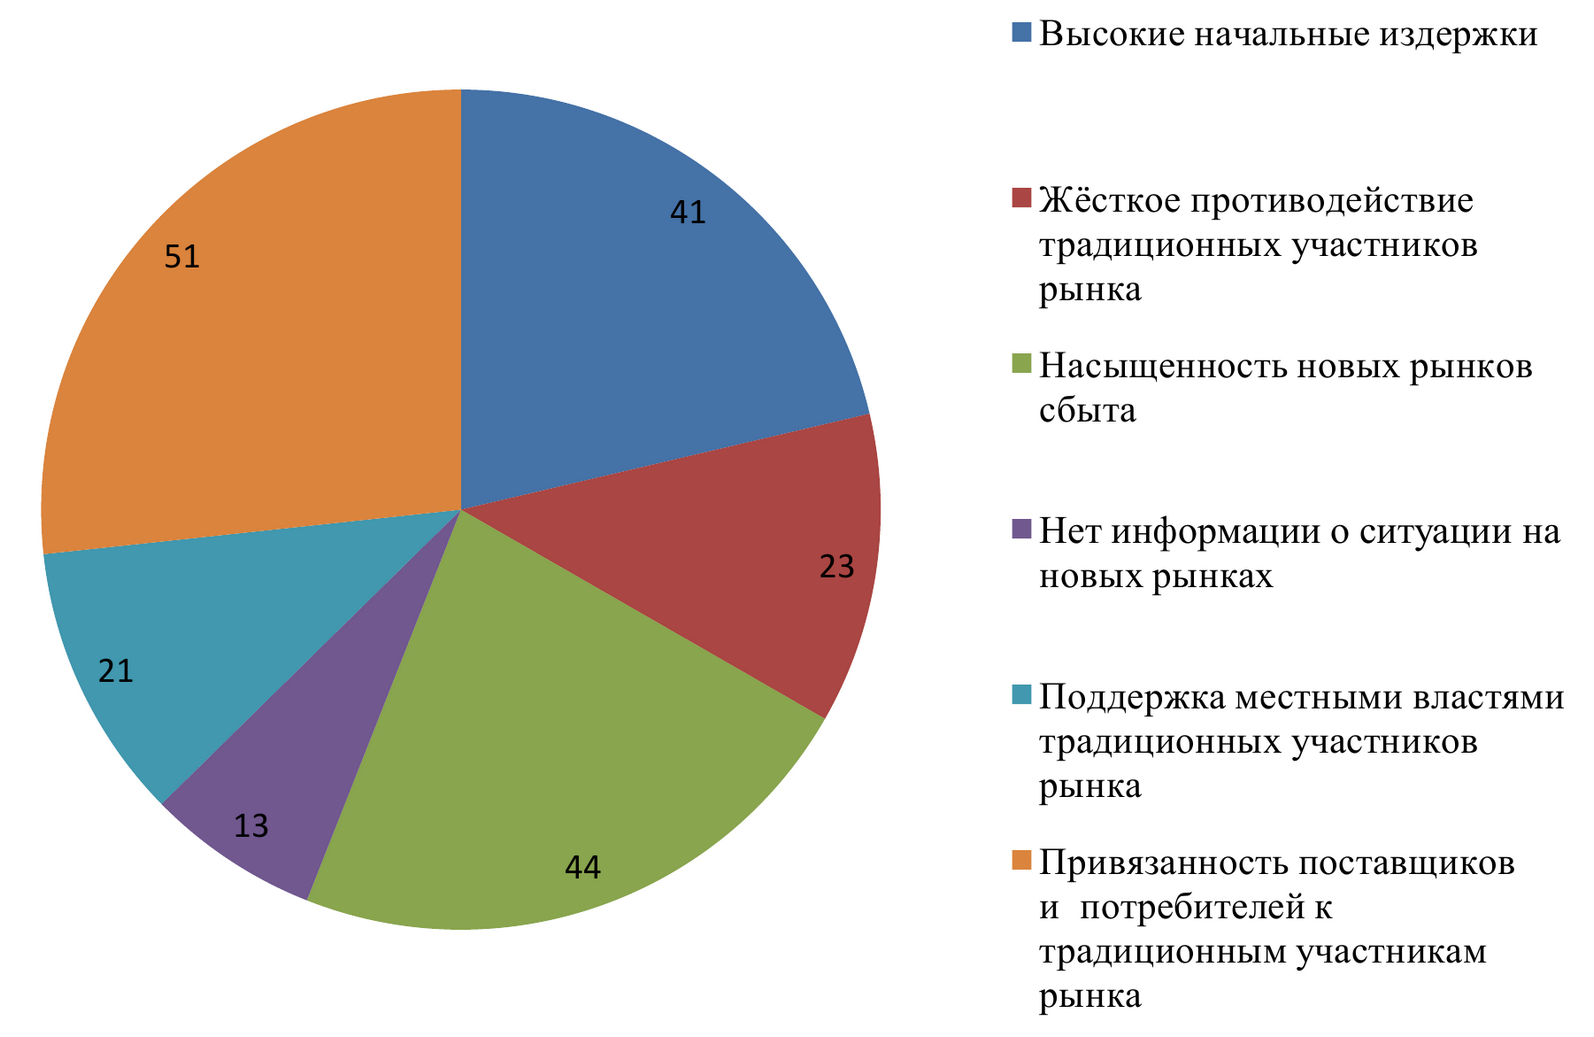 Высокие начальные издержки
Жёсткое противодействие
традиционных участников
рынка
Насыщенность новых рынков
сбыта
Нет информации о ситуации на
новых рынках
Поддержка местными властями
традиционных участников
рынка
Привязанность поставщиков
и потребителей к
традиционным участникам
рынка
41
23
44
13
21
51